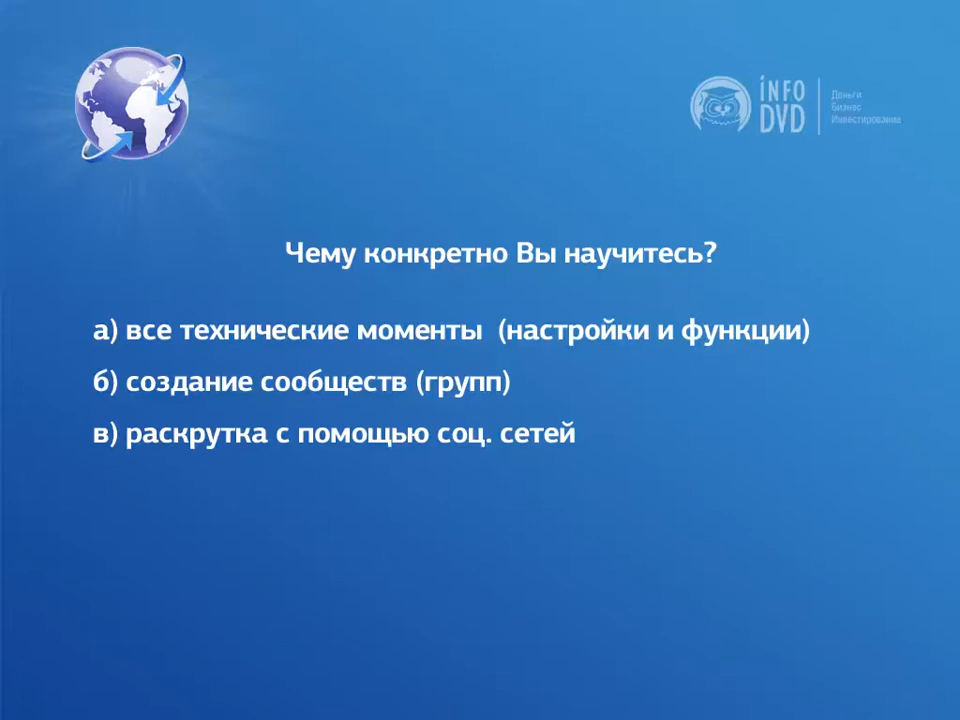 iNFO
DVD
Деньги
Бизнес
Инвестирование
Чему конкретно Вы научитесь?
а) все технические моменты (настройки и функции)
б) создание сообществ (групп)
в) раскрутка с помощью соц. сетей